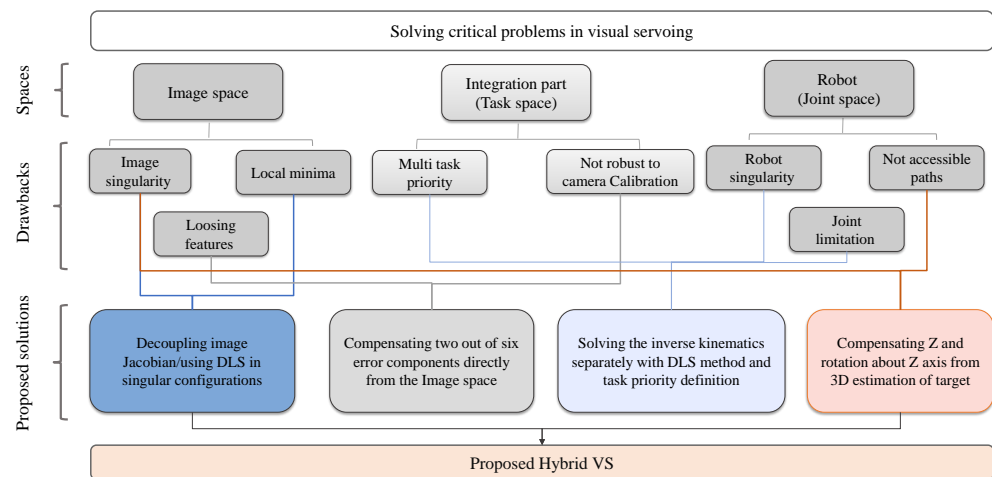 Solving critical problems in visual servoing
Spaces
Image space
Integration part
(Task space)
Robot
(Joint space)
Drawbacks
Image
singularity
Local minima
Multi task
priority
Not robust to
camera Calibration
Robot
singularity
Not accessible
paths
Loosing
features
Joint
limitation
Proposed solutions
Decoupling image
Jacobian/using DLS in
singular configurations
Compensating two out of six
error components directly
from the Image space
Solving the inverse kinematics
separately with DLS method and
task priority definition
Compensating Z and
rotation about Z axis from
3D estimation of target
Proposed Hybrid VS